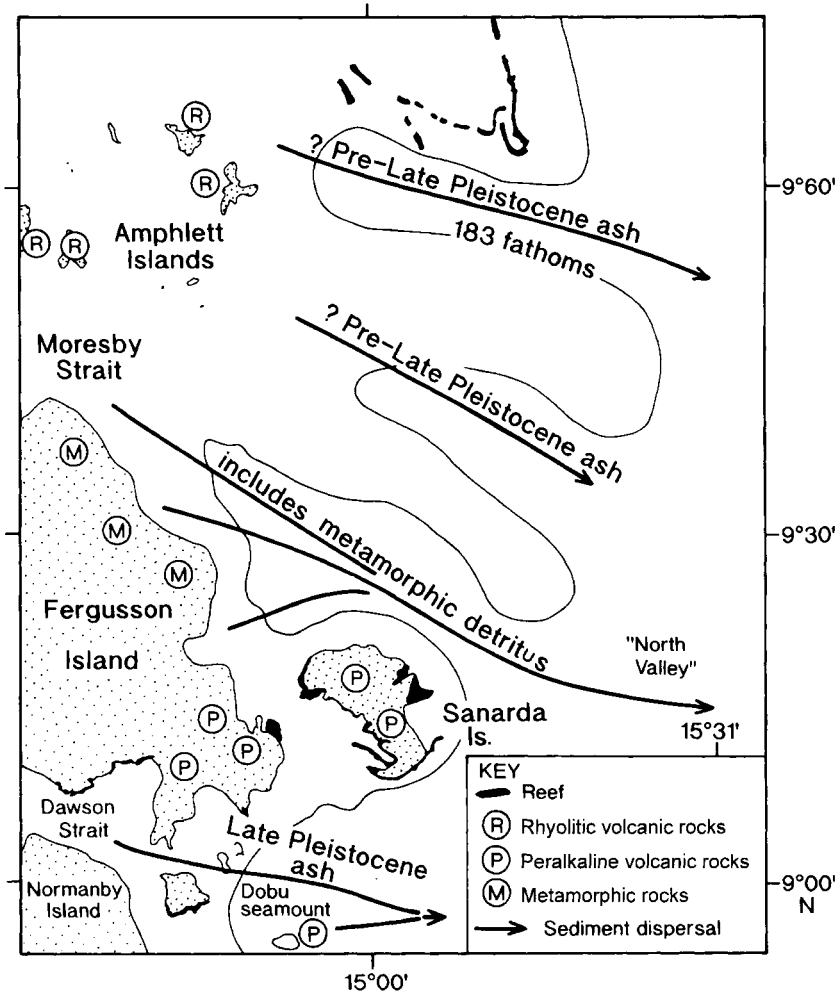 ? Pre-Late Pleistocene ash
183 fathoms
9°60'
R
R
R
R
Amphlett
Islands
? Pre-Late Pleistocene ash
Moresby
Strait
M
M
M
includes metamorphic detritus
9°30'
Fergusson
Island
"North
Valley"
15°31'
P
P
Sanarda
Is.
P
P
P
Dawson
Strait
Late Pleistocene
ash
Normanby
Island
Dobu
seamount
P
9°00'
N
KEY
Reef
R Rhyolitic volcanic rocks
P Peralkaline volcanic rocks
M Metamorphic rocks
Sediment dispersal
15°00'